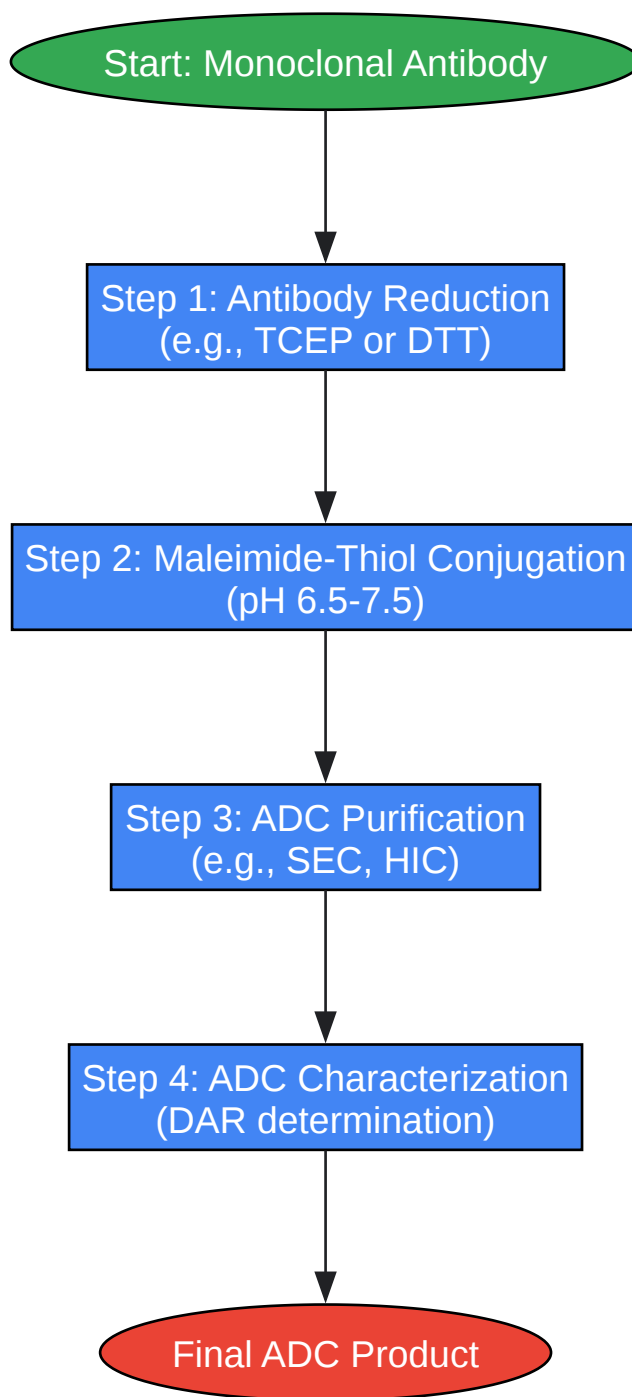 Start: Monoclonal Antibody
Step 1: Antibody Reduction
(e.g., TCEP or DTT)
Step 2: Maleimide-Thiol Conjugation
(pH 6.5-7.5)
Step 3: ADC Purification
(e.g., SEC, HIC)
Step 4: ADC Characterization
(DAR determination)
Final ADC Product